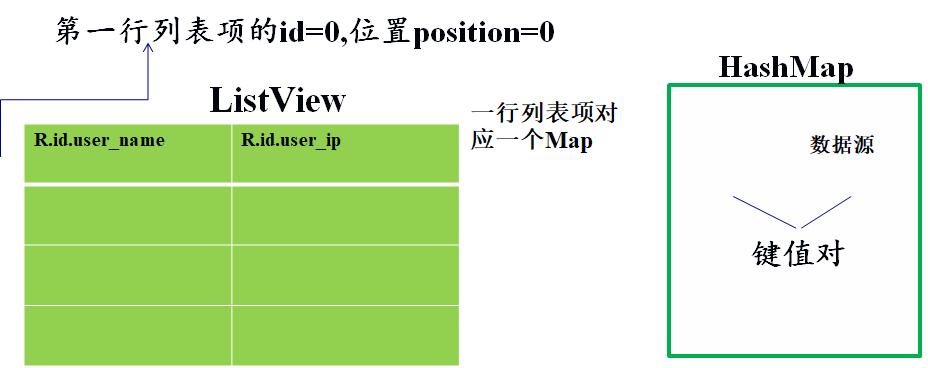 第一行列表项的id=0,位置position=0
HashMap
ListView
一行列表项对
应一个Map
R.id.user_name
R.id.user_ip
数据源
键值对